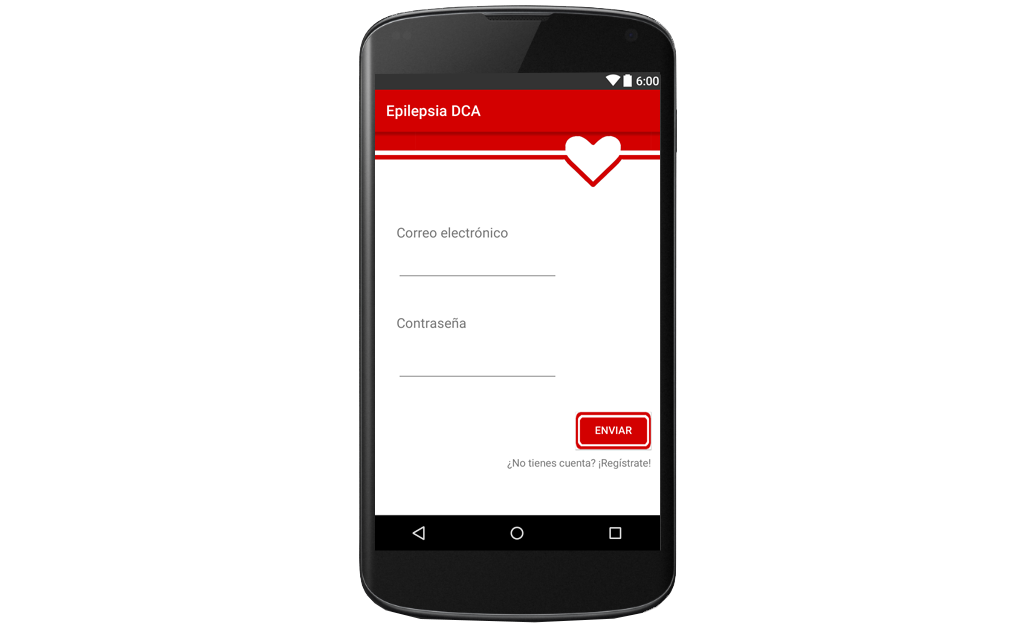 6:00
Epilepsia DCA
Correo electrónico
Contraseña
ENVIAR
¿No tienes cuenta? ¡Regístrate!